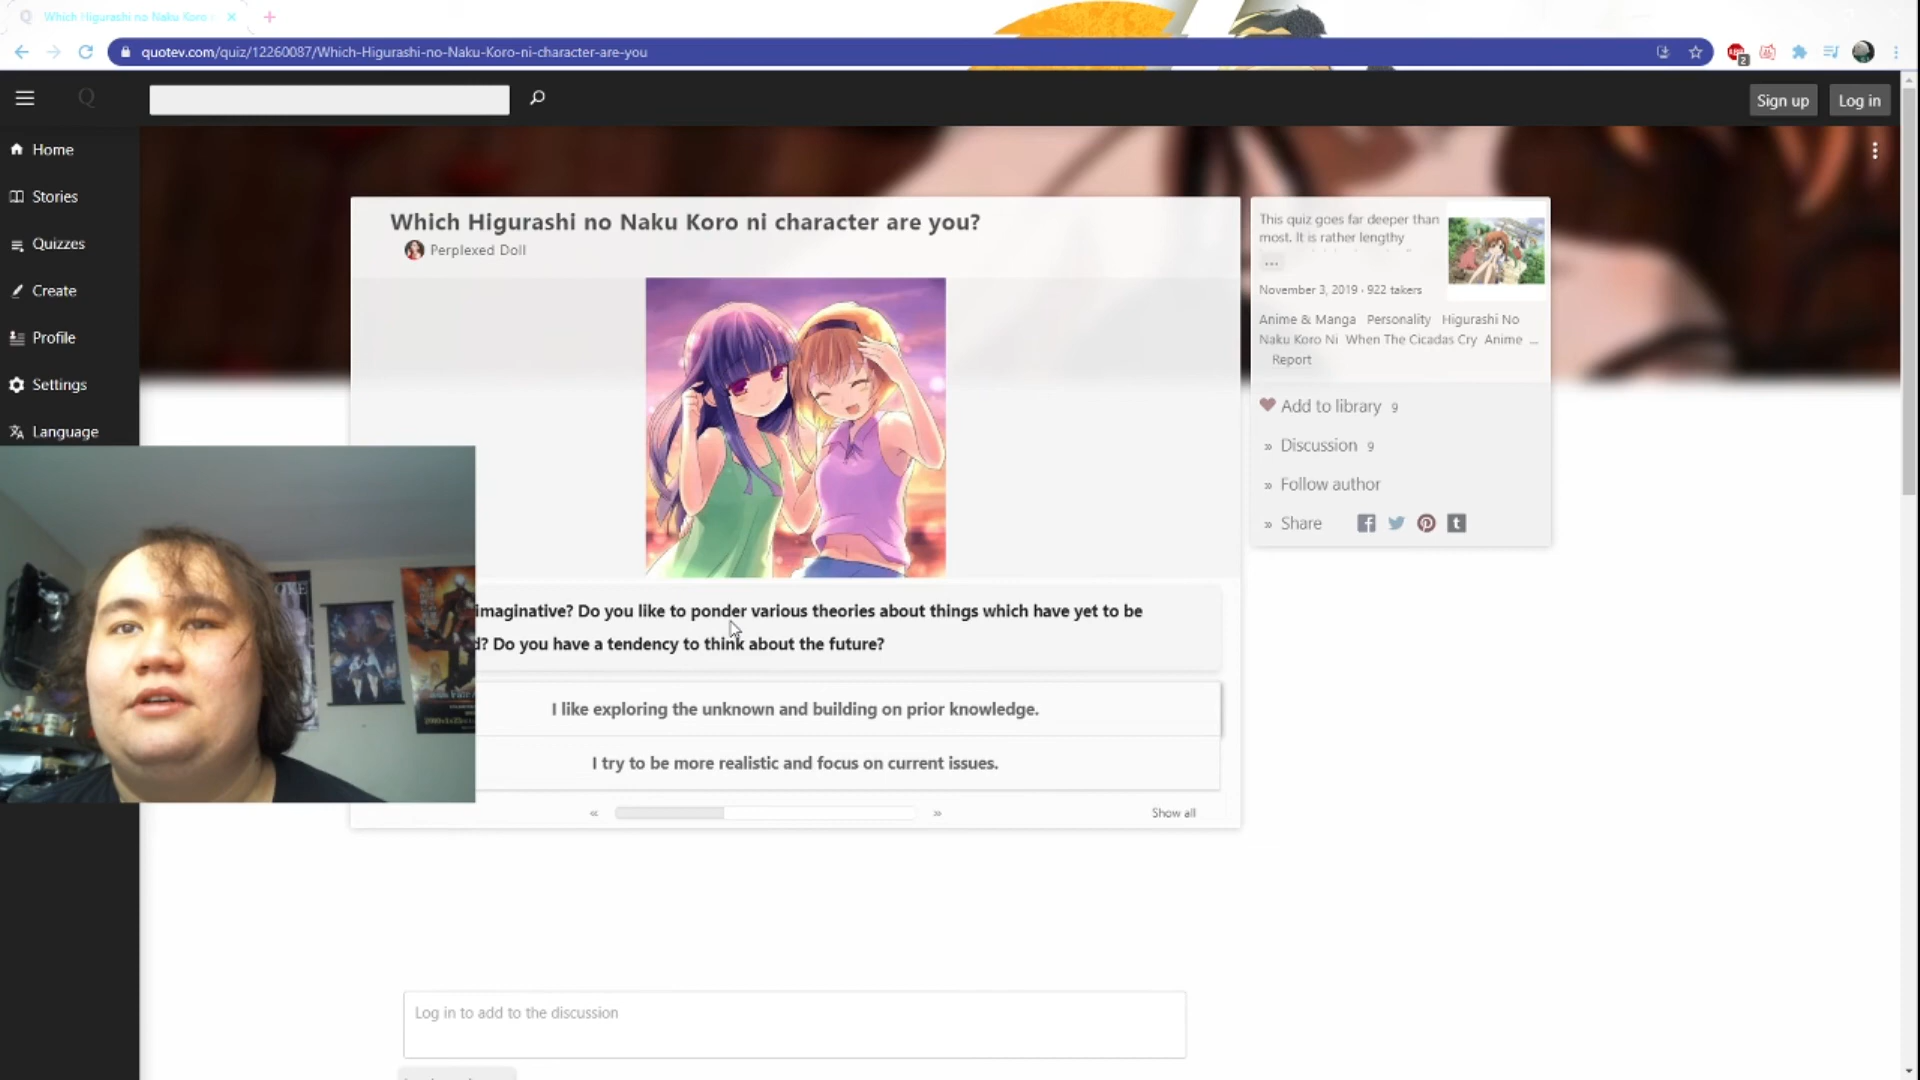 Which Higurashi no Naku Koro
quotev.com/quiz/12260087/Which-Higurashi-no-Naku-Koro-ni-character-are-you
2
Q
Sign up
Log in
Home
Stories
Quizzes
Create
Profile
Settings
Language
Which Higurashi no Naku Koro ni character are you?
Perplexed Doll
This quiz goes far deeper than
most. It is rather lengthy
...
November 3, 2019 · 922 takers
Anime & Manga Personality Higurashi No
Naku Koro Ni When The Cicadas Cry Anime ...
Report
Add to library 9
» Discussion 9
» Follow author
» Share
imaginative? Do you like to ponder various theories about things which have yet to be
d? Do you have a tendency to think about the future?
I like exploring the unknown and building on prior knowledge.
I try to be more realistic and focus on current issues.
« »
Show all
Log in to add to the discussion